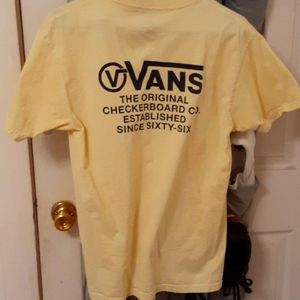 V VANS
THE ORIGINAL
CHECKERBOARD CO.
ESTABLISHED
SINCE SIXTY-SIX